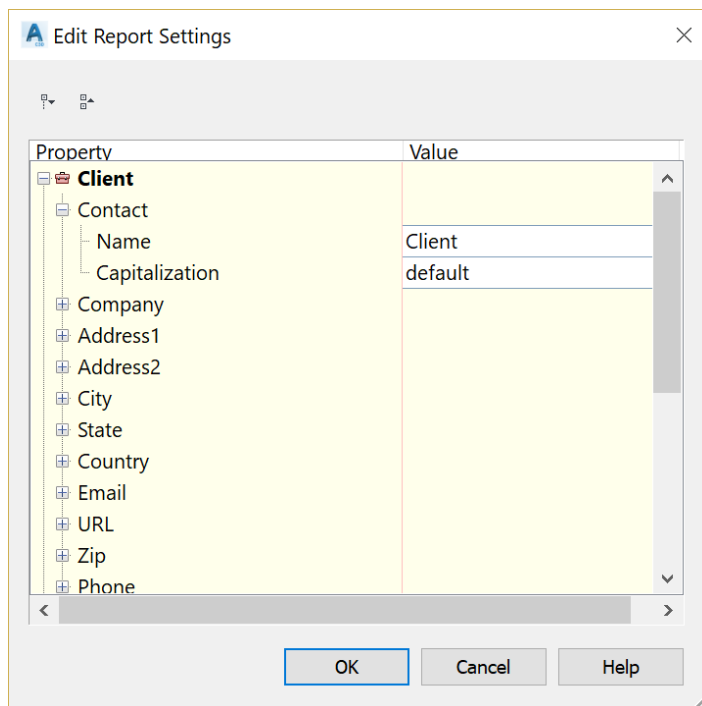 Edit Report Settings
Property Value
Client
Contact
Name Client
Capitalization default
Company
Address1
Address2
City
State
Country
Email
URL
Zip
Phone
OK Cancel Help